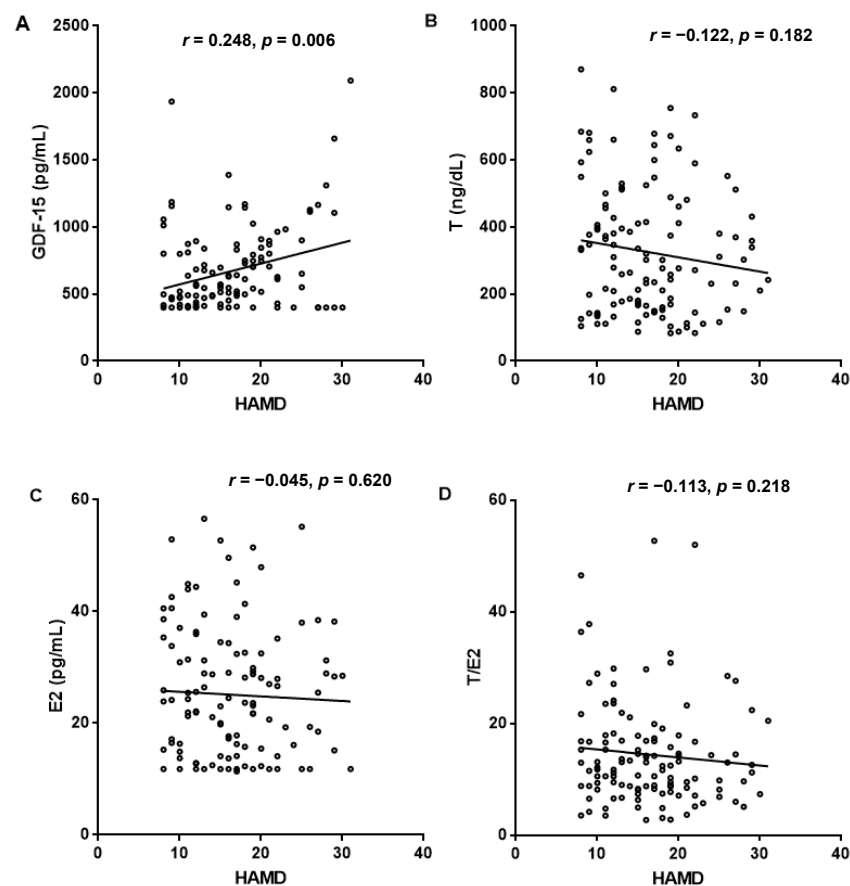 A
r = 0.248, p = 0.006
GDF-15 (pg/mL)
2500
2000
1500
1000
500
0
0 10 20 30 40
HAMD
B
r = −0.122, p = 0.182
T (ng/dL)
1000
800
600
400
200
0
0 10 20 30 40
HAMD
C
r = −0.045, p = 0.620
E2 (pg/mL)
60
40
20
0
0 10 20 30 40
HAMD
D
r = −0.113, p = 0.218
T/E2
60
40
20
0
0 10 20 30 40
HAMD